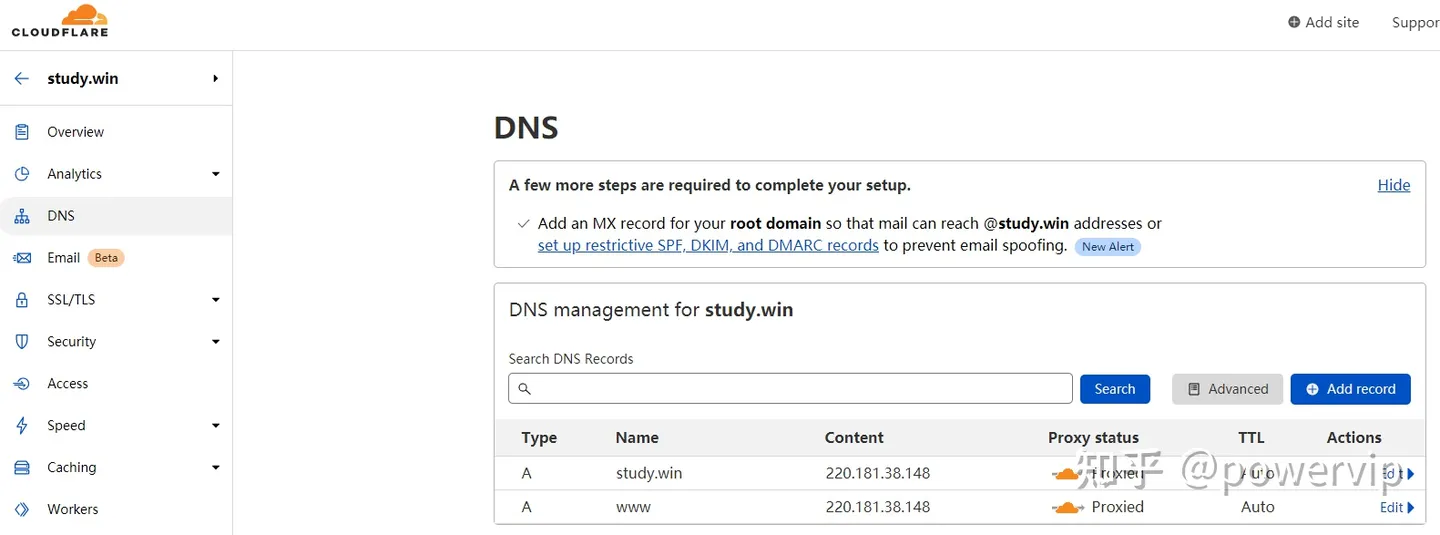 CLOUDFLARE
Add site
Suppor
study.win
Overview
Analytics
DNS
Email Beta
SSL/TLS
Security
Access
Speed
Caching
Workers
DNS
A few more steps are required to complete your setup.
Hide
Add an MX record for your root domain so that mail can reach @study.win addresses or
set up restrictive SPF, DKIM, and DMARC records to prevent email spoofing. New Alert
DNS management for study.win
Search DNS Records
Search
Advanced
Add record
Type Name Content Proxy status TTL Actions
A study.win 220.181.38.148 Proxied Auto Edit
A www 220.181.38.148 Proxied Auto Edit
知乎 @powervip